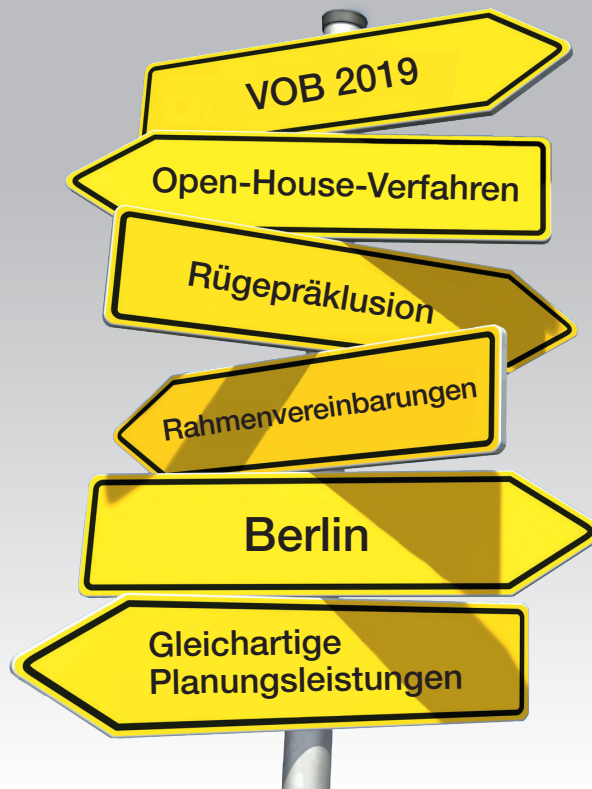 VOB 2019
Open-House-Verfahren
Rügepräklusion
Rahmenvereinbarungen
Berlin
Gleichartige
Planungsleistungen